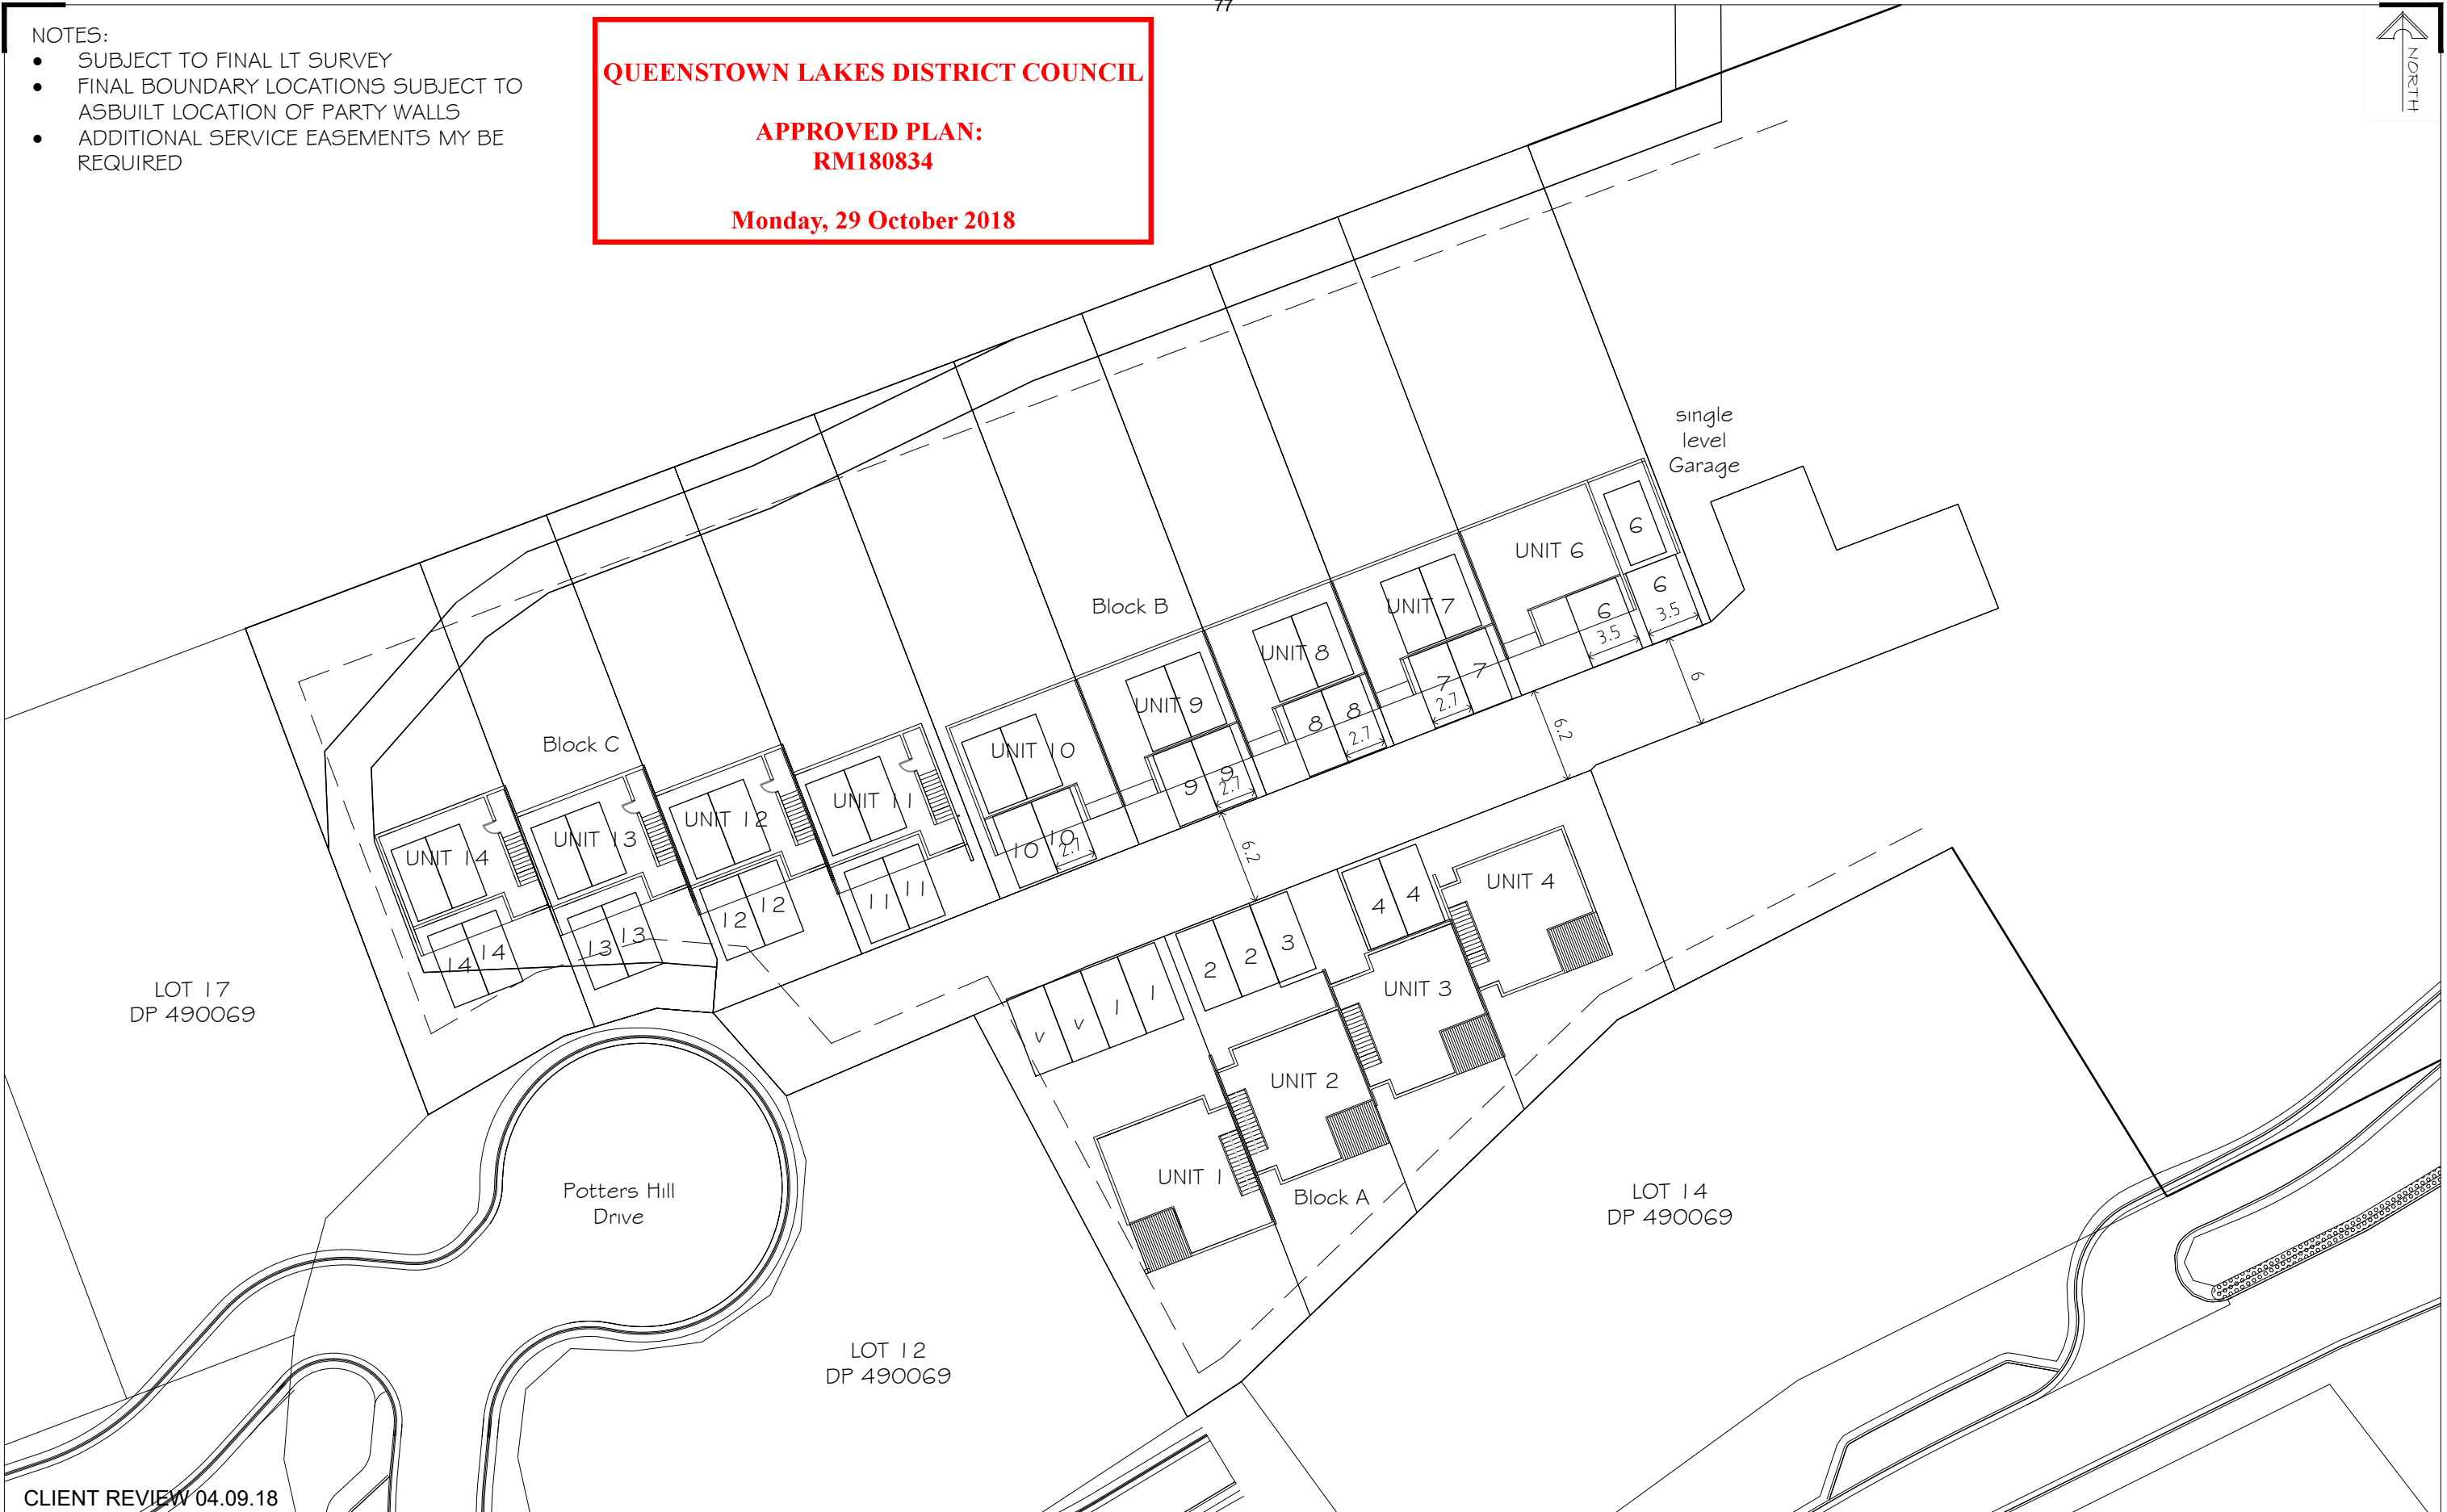 77
NOTES:
• SUBJECT TO FINAL LT SURVEY
• FINAL BOUNDARY LOCATIONS SUBJECT TO
ASBUILT LOCATION OF PARTY WALLS
• ADDITIONAL SERVICE EASEMENTS MY BE
REQUIRED
QUEENSTOWN LAKES DISTRICT COUNCIL
APPROVED PLAN:
RM180834
Monday, 29 October 2018
NORTH
single
level
Garage
6
UNIT 6
6
3.5
6
3.5
6
Block B
UNIT 7
7
7
2.7
6.2
UNIT 8
8
8
2.7
UNIT 9
9
9
2.7
6.2
UNIT 10
10
10
2.7
Block C
UNIT 11
11
11
UNIT 12
12
12
UNIT 13
13
13
UNIT 14
14
14
4
4
UNIT 4
2
2
3
UNIT 3
v
v
1
1
UNIT 2
UNIT 1
Block A
LOT 17
DP 490069
Potters Hill
Drive
LOT 14
DP 490069
LOT 12
DP 490069
CLIENT REVIEW 04.09.18